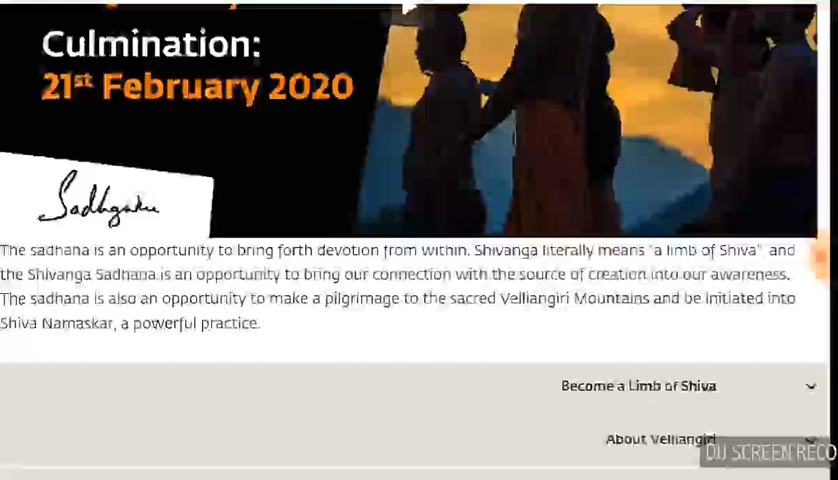 Culmination:
21st February 2020
Sadhguru
The sadhana is an opportunity to bring forth devotion from within. Shivanga literally means "a limb of Shiva", and
the Shivanga Sadhana is an opportunity to bring our connection with the source of creation into our awareness.
The sadhana is also an opportunity to make a pilgrimage to the sacred Velliangiri Mountains and be initiated into
Shiva Namaskar, a powerful practice.
Become a Limb of Shiva
About Velliangiri
DU SCREEN RECO